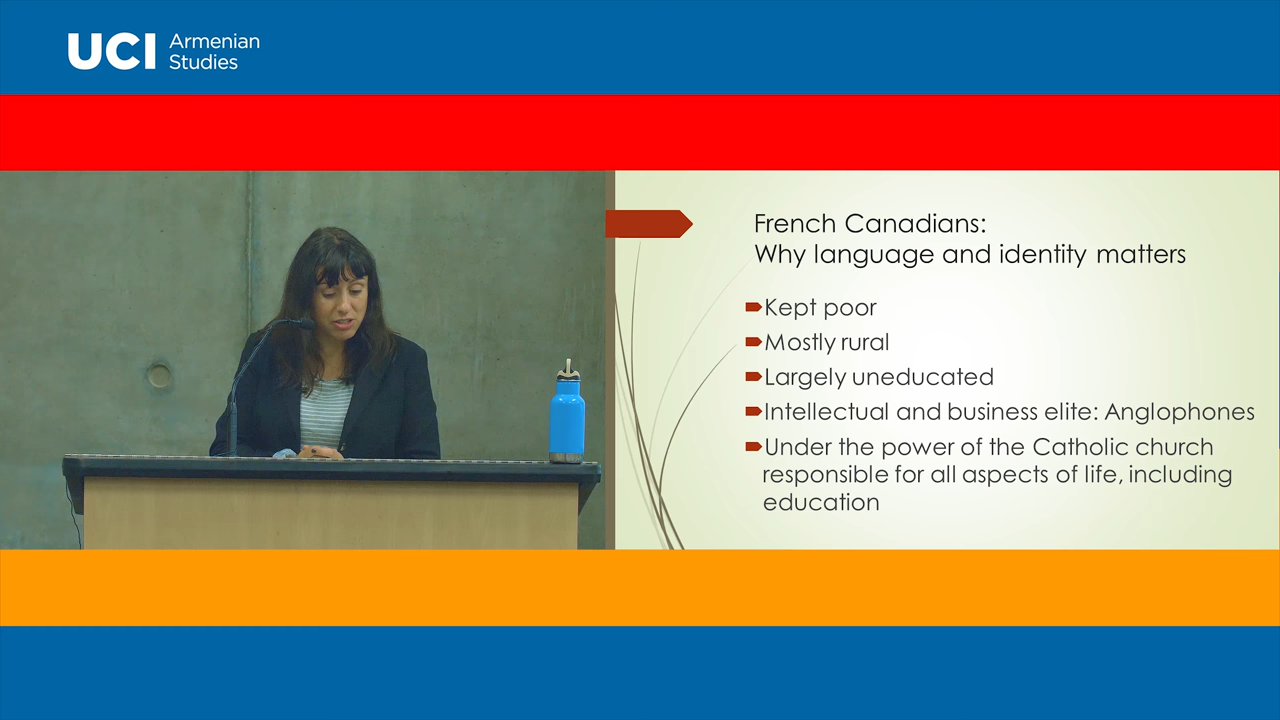 UCI Armenian
Studies
French Canadians:
Why language and identity matters
Kept poor
Mostly rural
Largely uneducated
Intellectual and business elite: Anglophones
Under the power of the Catholic church
responsible for all aspects of life, including
education